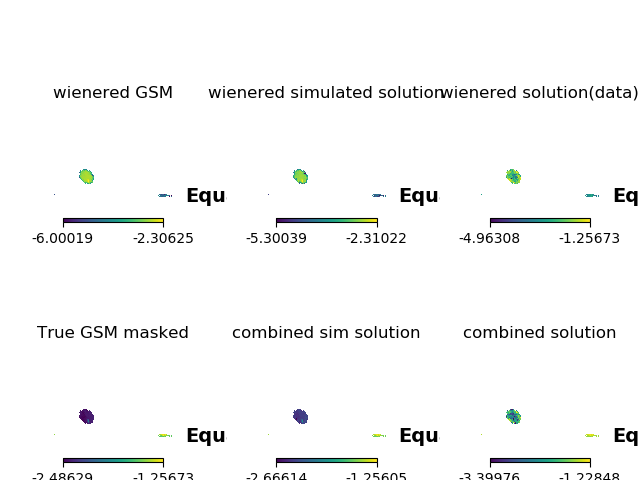 wienered GSM wienered simulated solution wienered solution(data)
Equ Equ Eq
-6.00019 -2.30625 -5.30039 -2.31022 -4.96308 -1.25673
True GSM masked combined sim solution combined solution
Equ Equ Eq
-2.48629 -1.25673 -2.66614 -1.25605 -3.39976 -1.22848